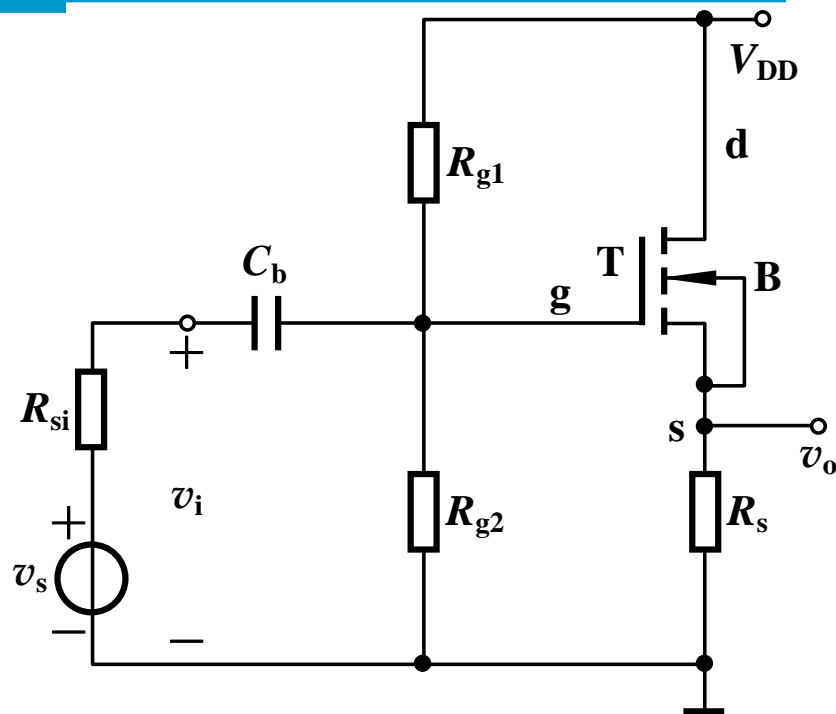 V_DD
d
R_g1
C_b
T
B
g
+
R_si
s
v_o
v_i
R_g2
R_s
+
v_s
−
−